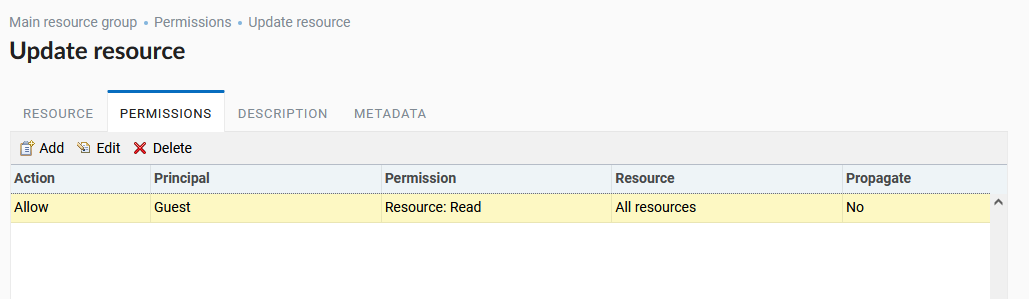 Main resource group • Permissions • Update resource
Update resource
RESOURCE PERMISSIONS DESCRIPTION METADATA
Add Edit Delete
Action Principal Permission Resource Propagate
Allow Guest Resource: Read All resources No